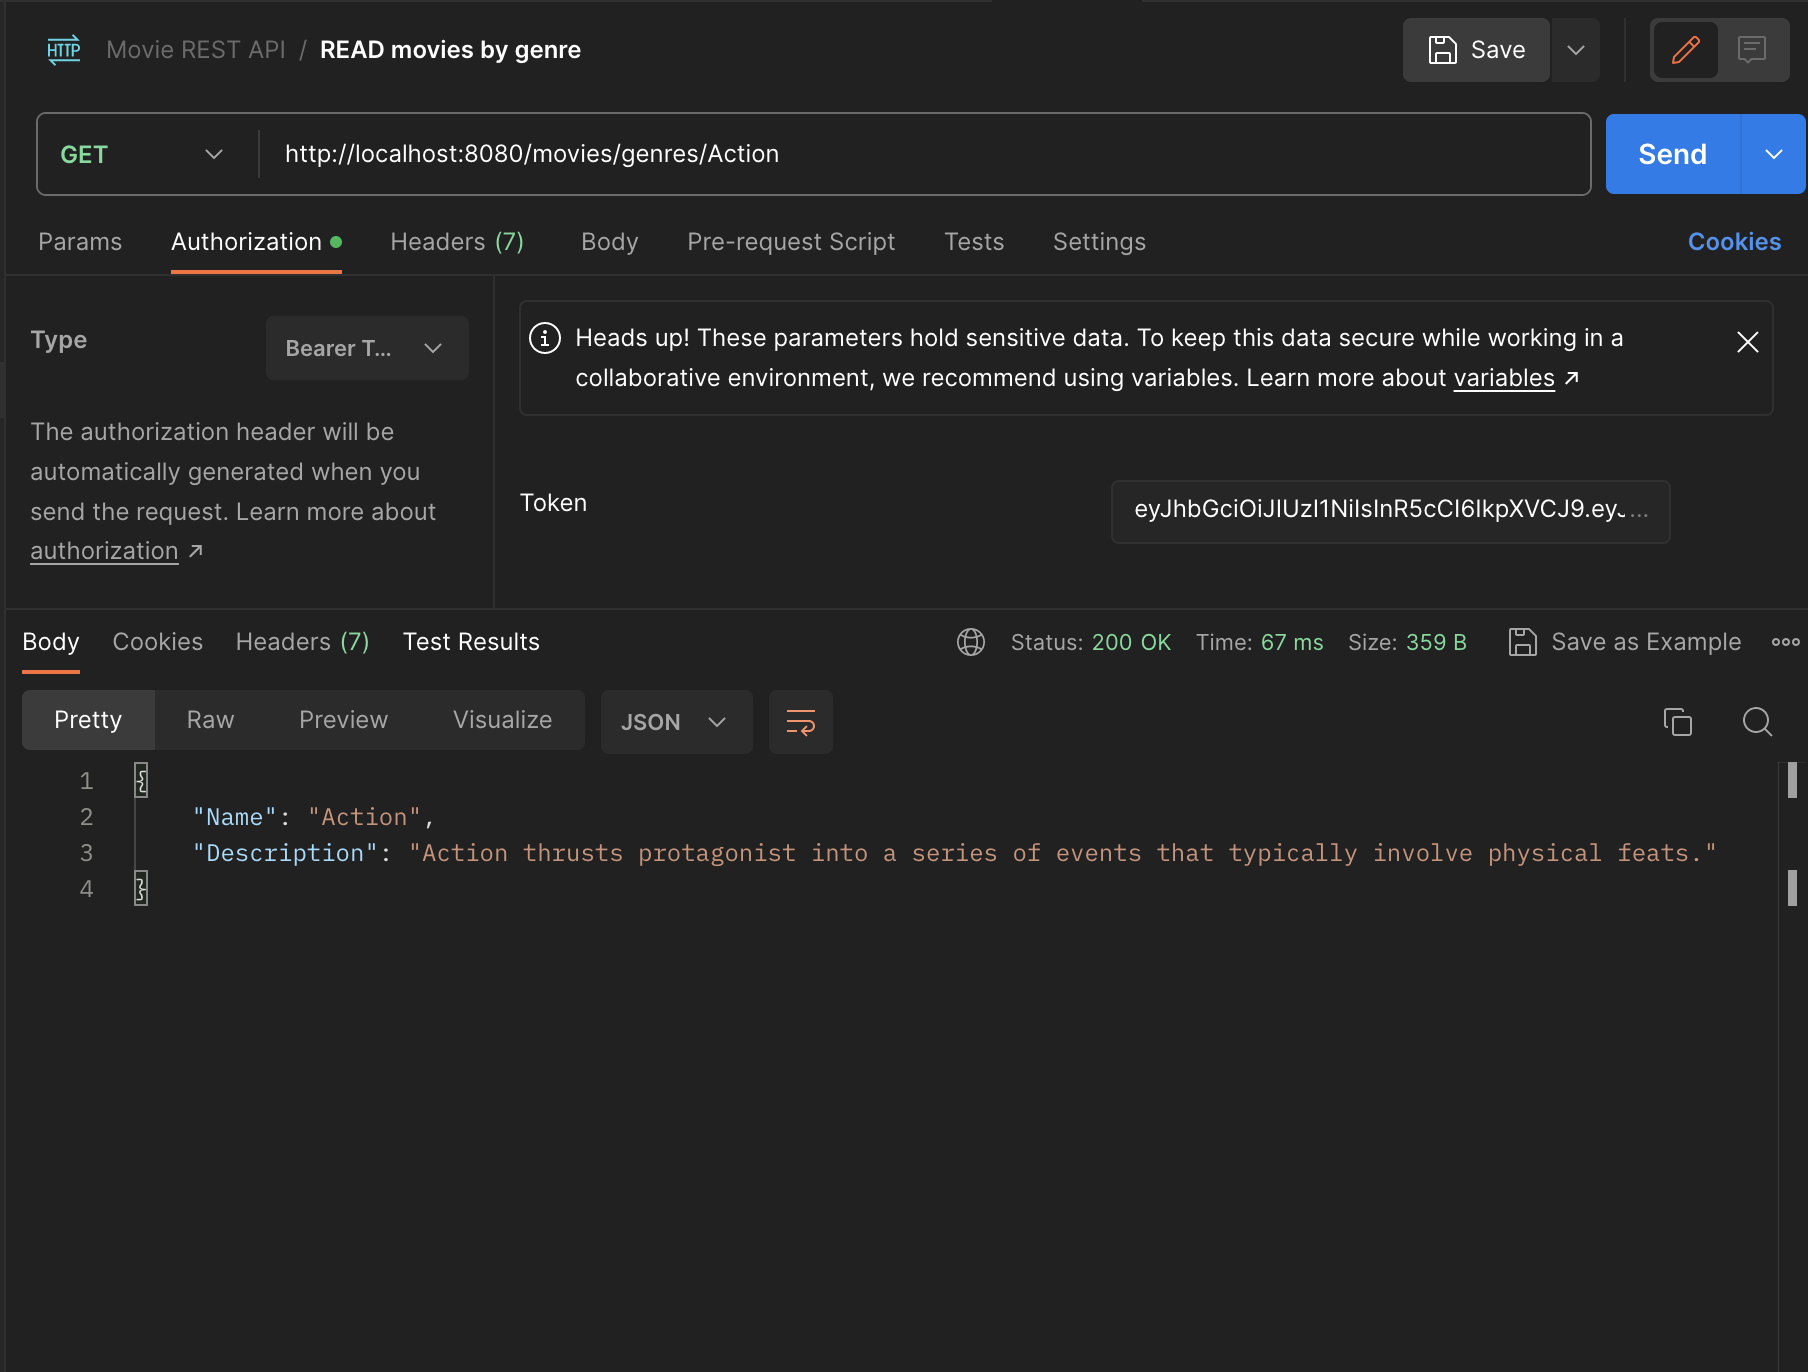 HTTP Movie REST API / READ movies by genre Save
GET http://localhost:8080/movies/genres/Action Send
Params Authorization Headers (7) Body Pre-request Script Tests Settings Cookies
Type Bearer T...
The authorization header will be
automatically generated when you
send the request. Learn more about
authorization ↗
Heads up! These parameters hold sensitive data. To keep this data secure while working in a
collaborative environment, we recommend using variables. Learn more about variables ↗
Token eyJhbGciOiJIUzI1NiIsInR5cCI6IkpXVCJ9.eyJ...
Body Cookies Headers (7) Test Results Status: 200 OK Time: 67 ms Size: 359 B Save as Example
Pretty Raw Preview Visualize JSON
1 {
2 "Name": "Action",
3 "Description": "Action thrusts protagonist into a series of events that typically involve physical feats."
4 }